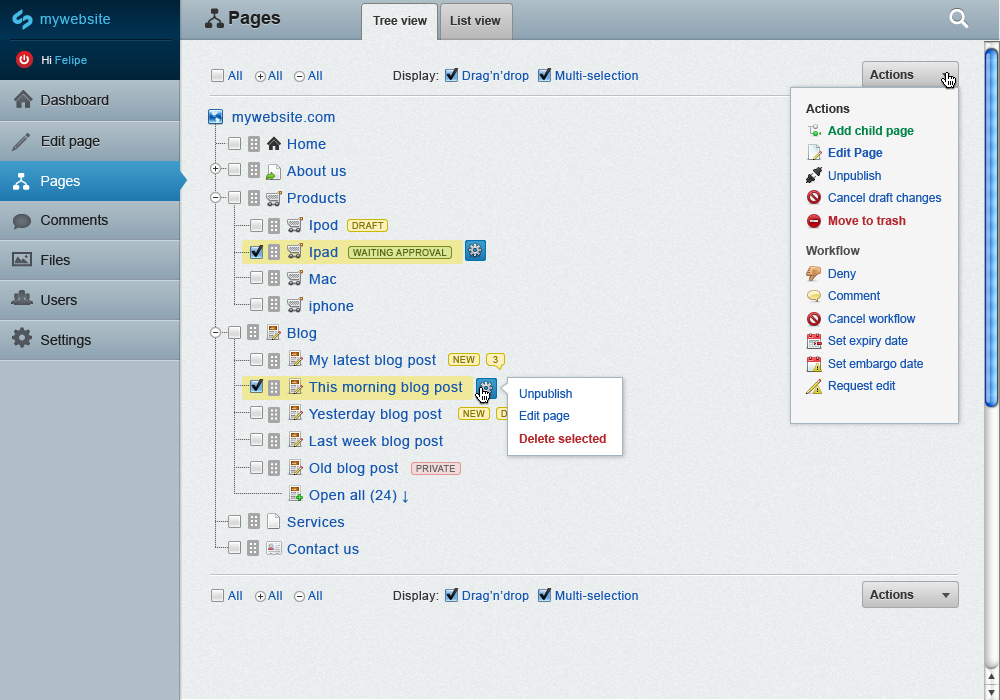 mywebsite
Hi Felipe
Dashboard
Edit page
Pages
Comments
Files
Users
Settings
Pages
Tree view
List view
All All All Display: Drag'n'drop Multi-selection
Actions
mywebsite.com
Home
About us
Products
Ipod DRAFT
Ipad WAITING APPROVAL
Mac
iphone
Blog
My latest blog post NEW 3
This morning blog post
Yesterday blog post NEW D
Last week blog post
Old blog post PRIVATE
Open all (24) ↓
Services
Contact us
Unpublish
Edit page
Delete selected
Actions
Add child page
Edit Page
Unpublish
Cancel draft changes
Move to trash
Workflow
Deny
Comment
Cancel workflow
Set expiry date
Set embargo date
Request edit
All All All Display: Drag'n'drop Multi-selection
Actions